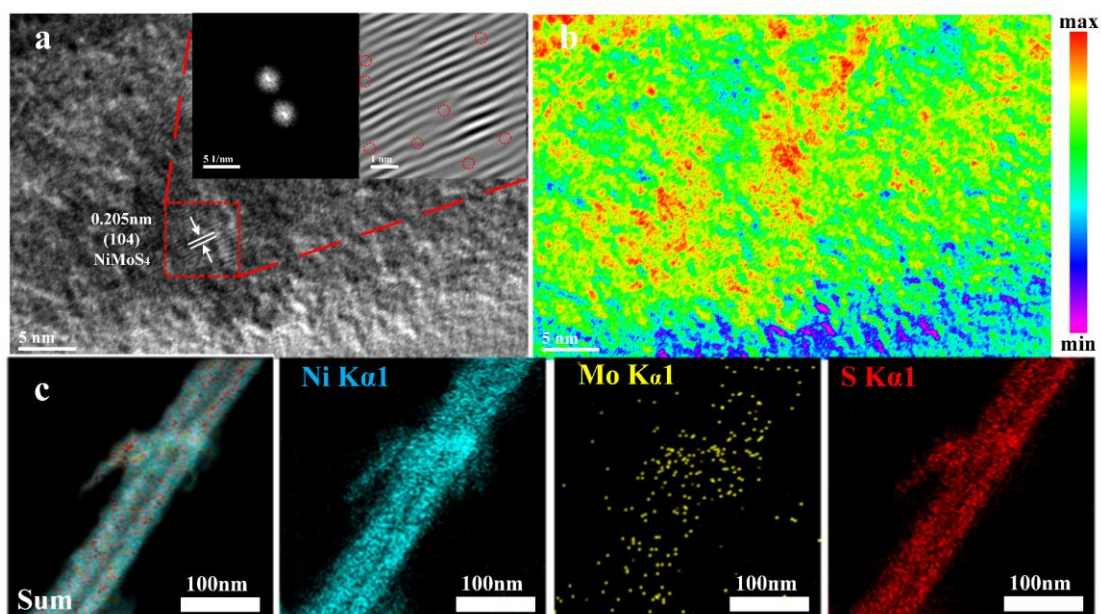 a
5 1/nm
1 nm
0.205nm
(104)
NiMoS₄
5 nm
b
5 nm
max
min
c
Sum
100nm
Ni Kα1
100nm
Mo Kα1
100nm
S Kα1
100nm